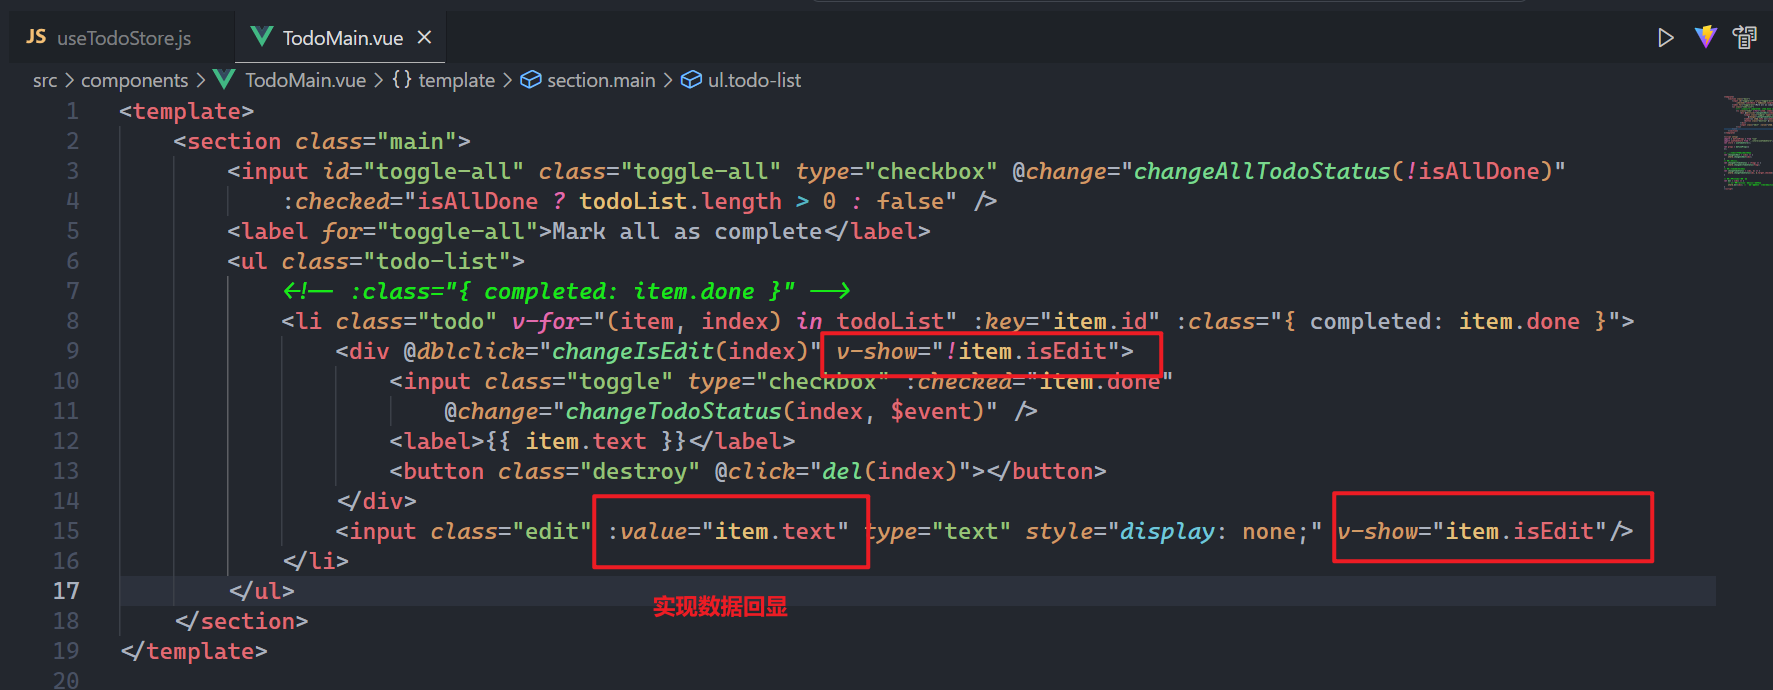 JS useTodoStore.js TodoMain.vue
src > components > TodoMain.vue > {} template > section.main > ul.todo-list
1 <template>
2 <section class="main">
3 <input id="toggle-all" class="toggle-all" type="checkbox" @change="changeAllTodoStatus(!isAllDone)"
4 :checked="isAllDone ? todoList.length > 0 : false" />
5 <label for="toggle-all">Mark all as complete</label>
6 <ul class="todo-list">
7 <!-- :class="{ completed: item.done }" -->
8 <li class="todo" v-for="(item, index) in todoList" :key="item.id" :class="{ completed: item.done }">
9 <div @dblclick="changeIsEdit(index)" v-show="!item.isEdit">
10 <input class="toggle" type="checkbox" :checked="item.done"
11 @change="changeTodoStatus(index, $event)" />
12 <label>{{ item.text }}</label>
13 <button class="destroy" @click="del(index)"></button>
14 </div>
15 <input class="edit" :value="item.text" type="text" style="display: none;" v-show="item.isEdit"/>
16 </li>
17 </ul>
实现数据回显
18 </section>
19 </template>
20